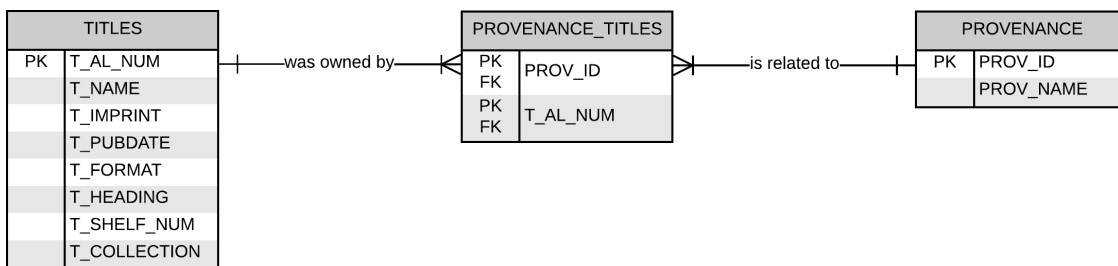 TITLES
PK T_AL_NUM
T_NAME
T_IMPRINT
T_PUBDATE
T_FORMAT
T_HEADING
T_SHELF_NUM
T_COLLECTION
was owned by
PROVENANCE_TITLES
PK
FK
PROV_ID
PK
FK
T_AL_NUM
is related to
PROVENANCE
PK PROV_ID
PROV_NAME